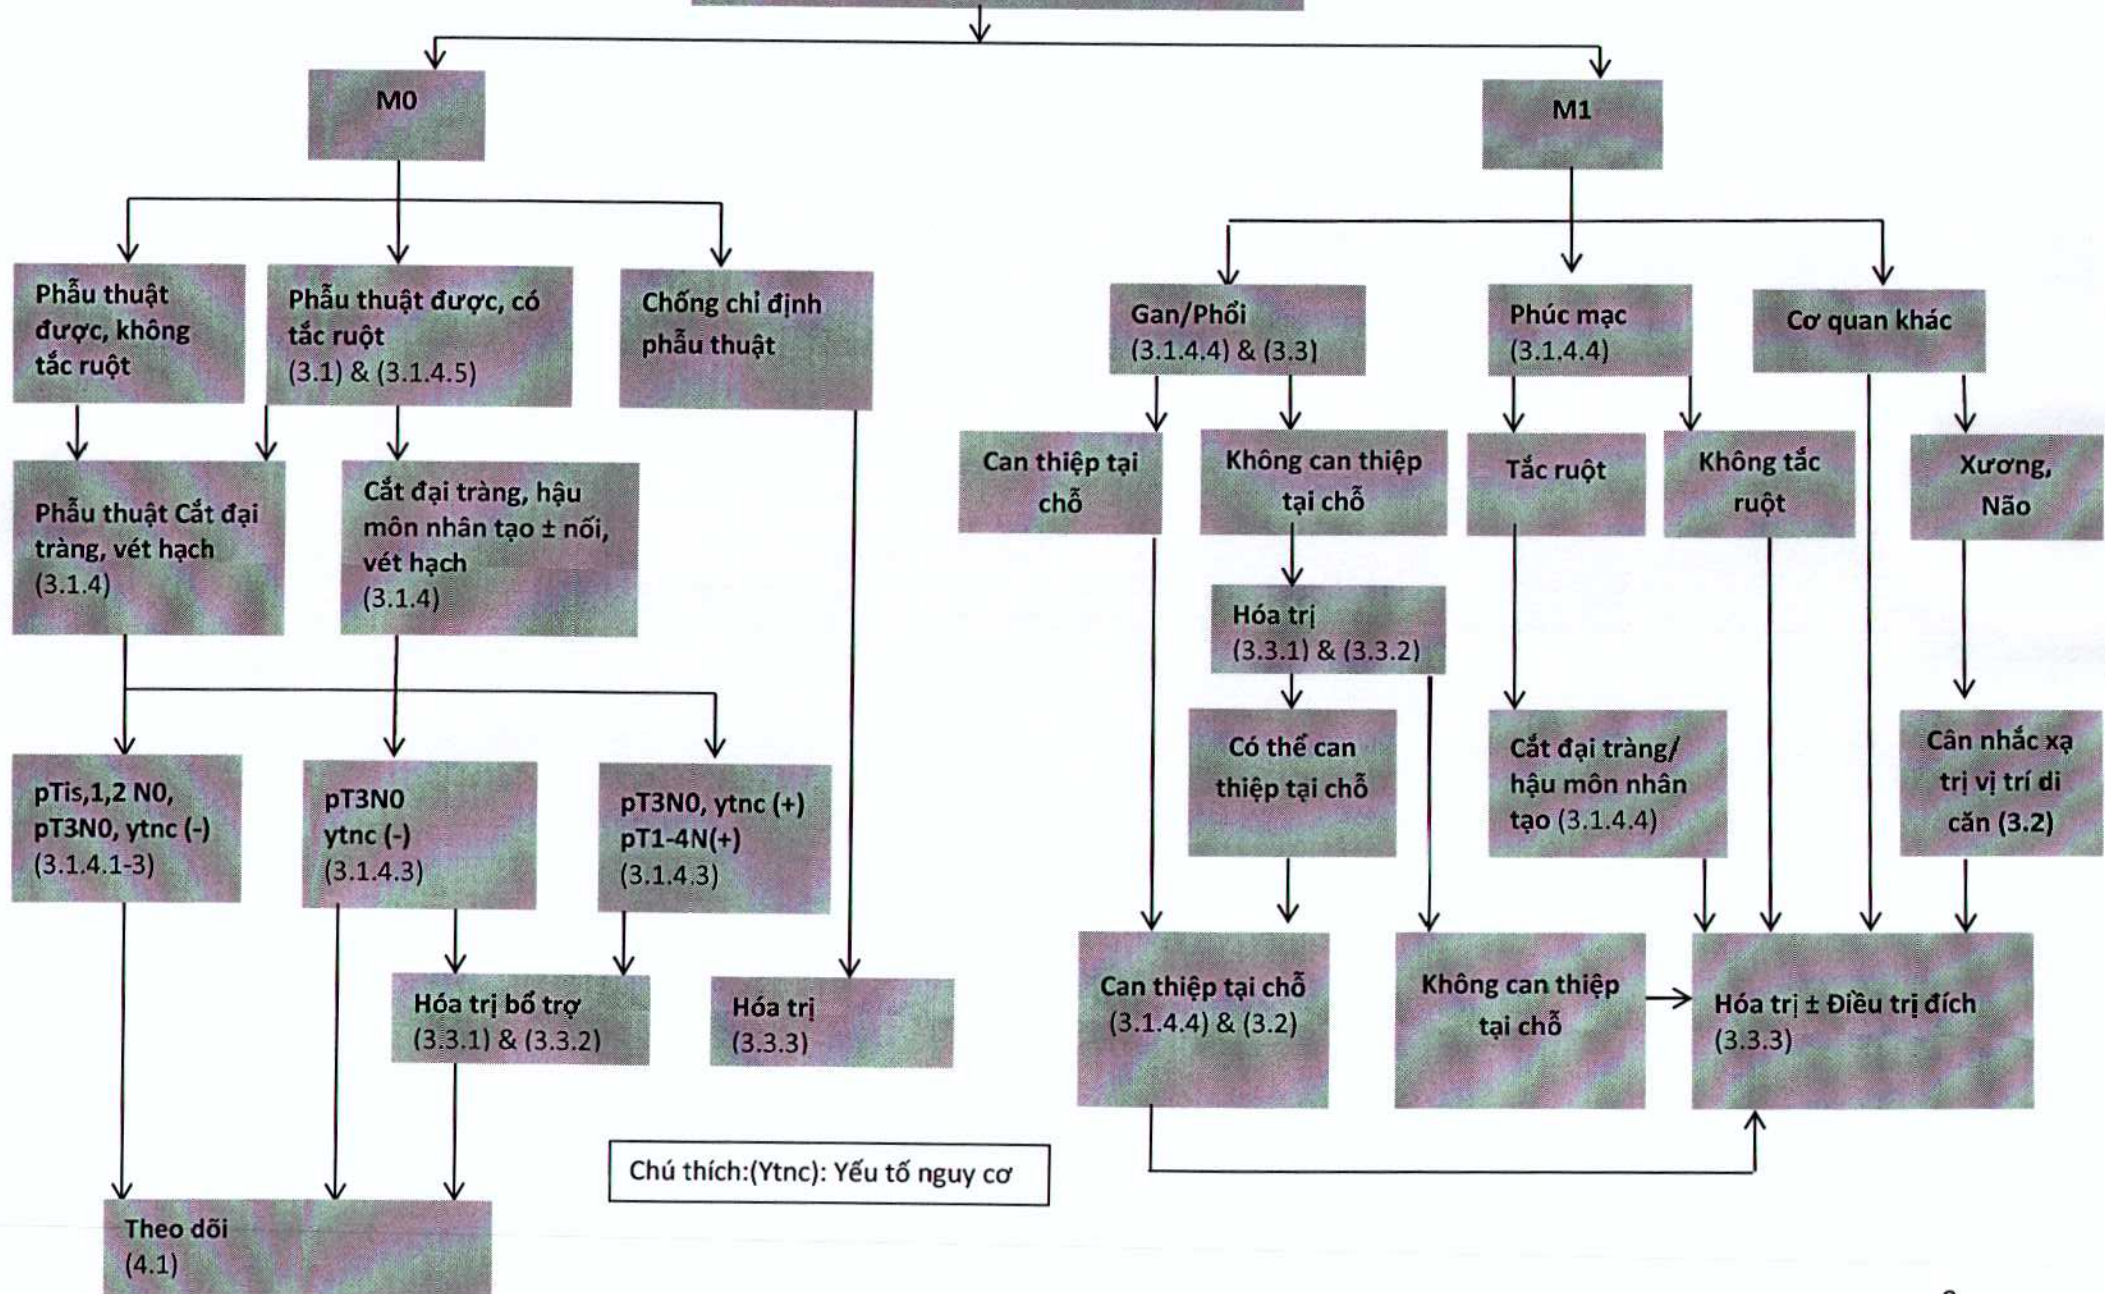 M0
M1
Phẫu thuật
được, không
tắc ruột
Phẫu thuật được, có
tắc ruột
(3.1) & (3.1.4.5)
Chống chỉ định
phẫu thuật
Gan/Phổi
(3.1.4.4) & (3.3)
Phúc mạc
(3.1.4.4)
Cơ quan khác
Phẫu thuật Cắt đại
tràng, vét hạch
(3.1.4)
Cắt đại tràng, hậu
môn nhân tạo ± nối,
vét hạch
(3.1.4)
Can thiệp tại
chỗ
Không can thiệp
tại chỗ
Tắc ruột
Không tắc
ruột
Xương,
Não
Hóa trị
(3.3.1) & (3.3.2)
pTis,1,2 N0,
pT3N0, ytnc (-)
(3.1.4.1-3)
pT3N0
ytnc (-)
(3.1.4.3)
pT3N0, ytnc (+)
pT1-4N(+)
(3.1.4.3)
Có thể can
thiệp tại chỗ
Cắt đại tràng/
hậu môn nhân
tạo (3.1.4.4)
Cân nhắc xạ
trị vị trí di
căn (3.2)
Hóa trị bổ trợ
(3.3.1) & (3.3.2)
Hóa trị
(3.3.3)
Can thiệp tại chỗ
(3.1.4.4) & (3.2)
Không can thiệp
tại chỗ
Hóa trị ± Điều trị đích
(3.3.3)
Chú thích:(Ytnc): Yếu tố nguy cơ
Theo dõi
(4.1)